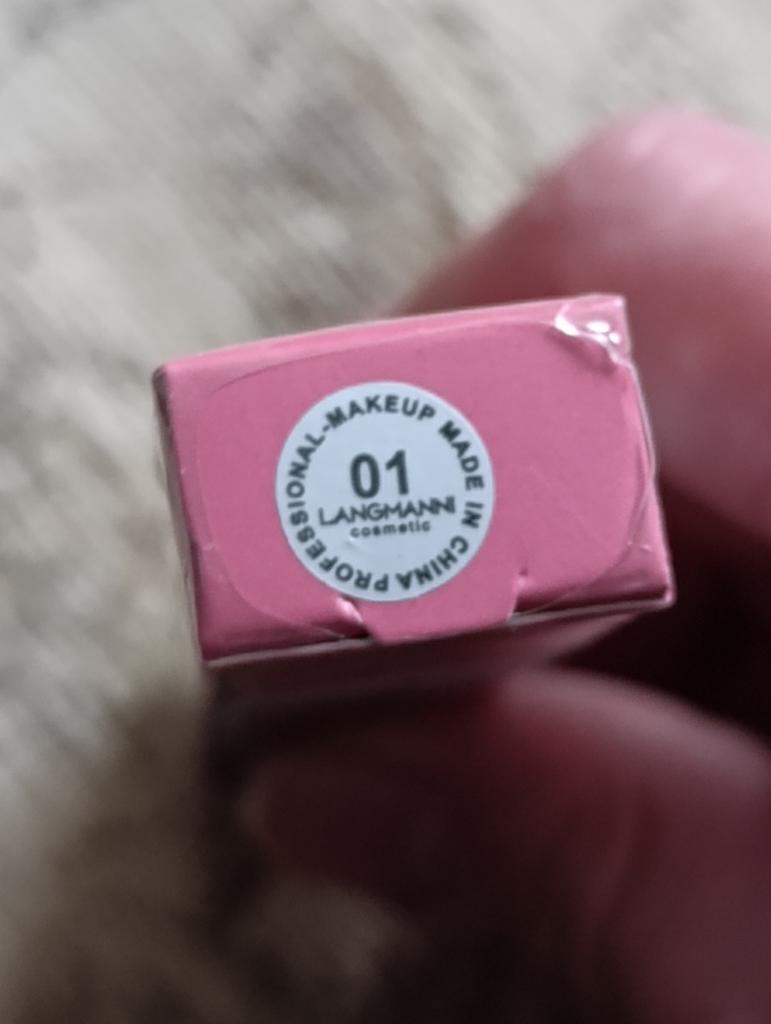 PROFESSIONAL-MAKEUP MADE IN CHINA
01
LANGMANNI
cosmetic